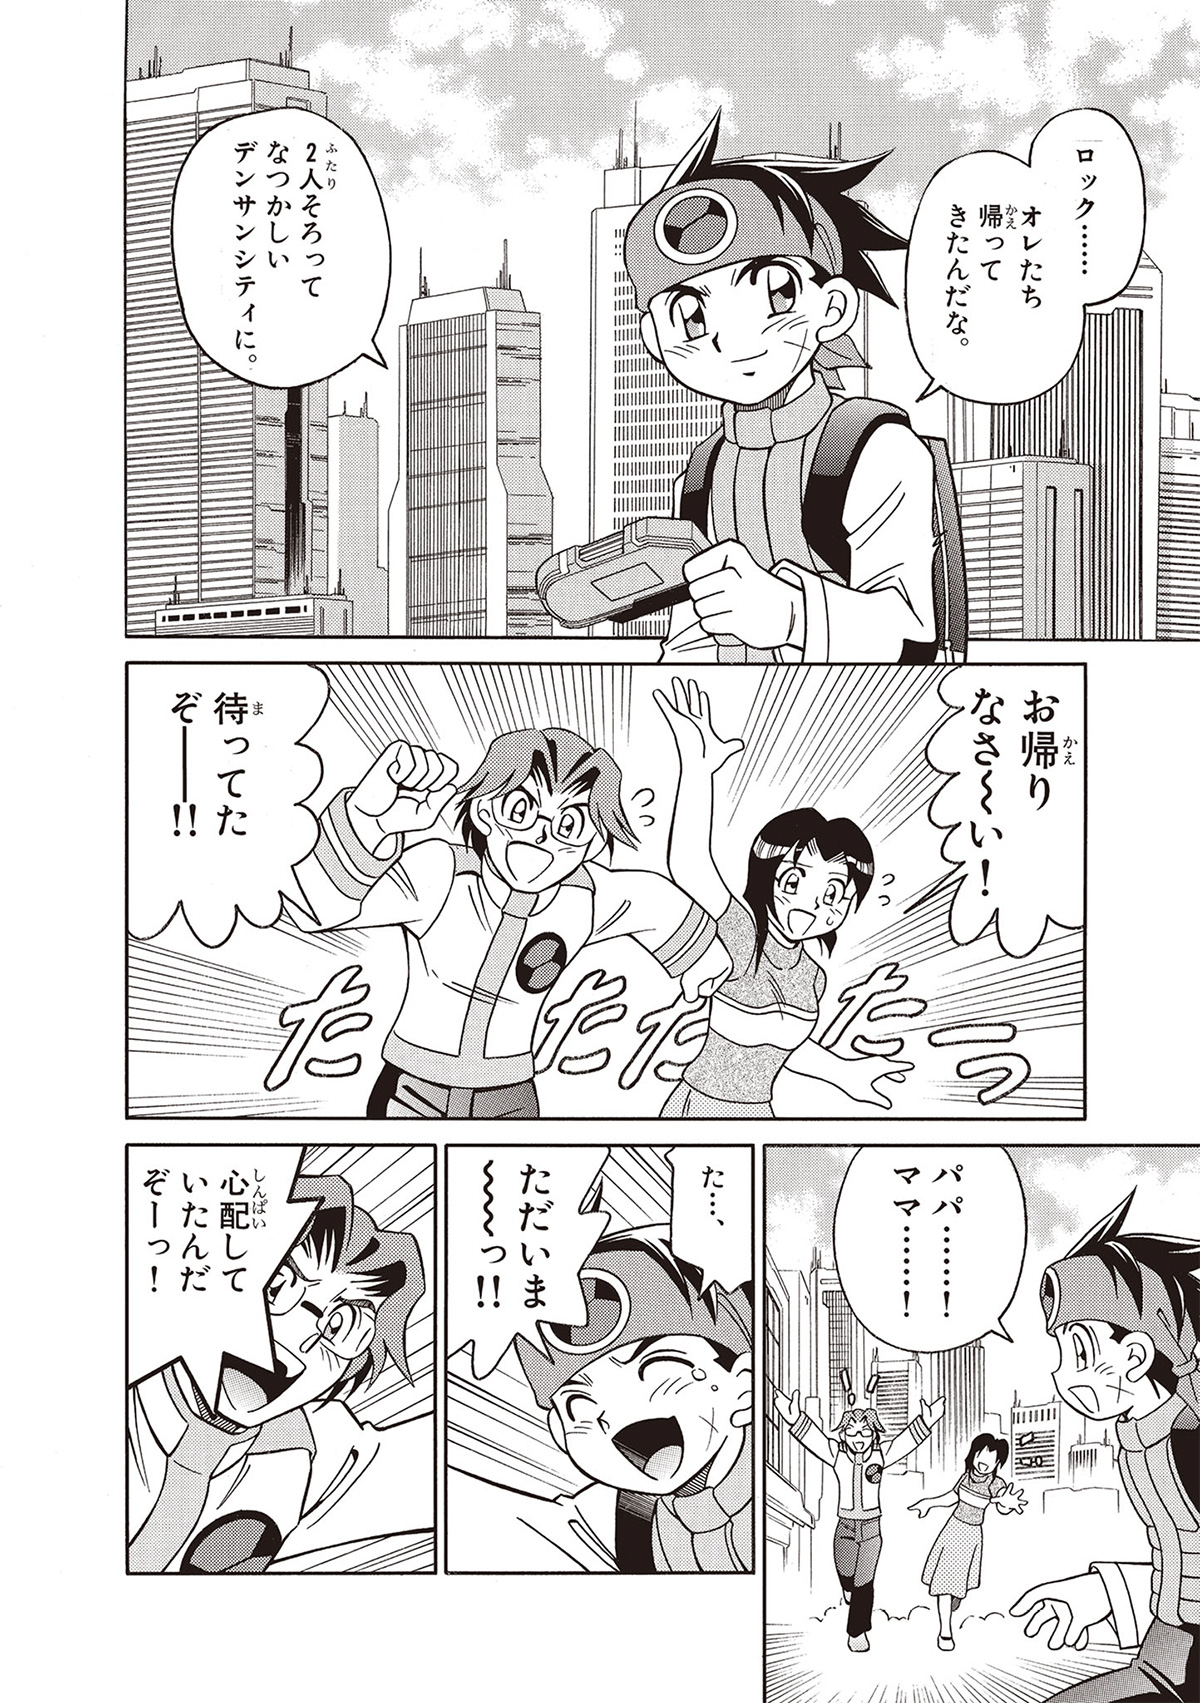 ロック……
オレたち
帰って
きたんだな。
2人そろって
なつかしい
デンサンシティに。
お帰り
なさ～い！
待ってた
ぞーー!!
たたたたっ
パパ……！
ママ……！
た…、
ただいま
～～っ!!
心配して
いたんだ
ぞーっ！